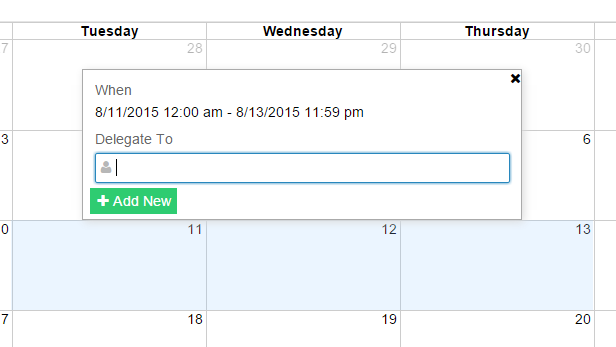 Tuesday Wednesday Thursday
7 28 29 30
When
8/11/2015 12:00 am - 8/13/2015 11:59 pm
3 6
Delegate To
Add New
0 11 12 13
7 18 19 20